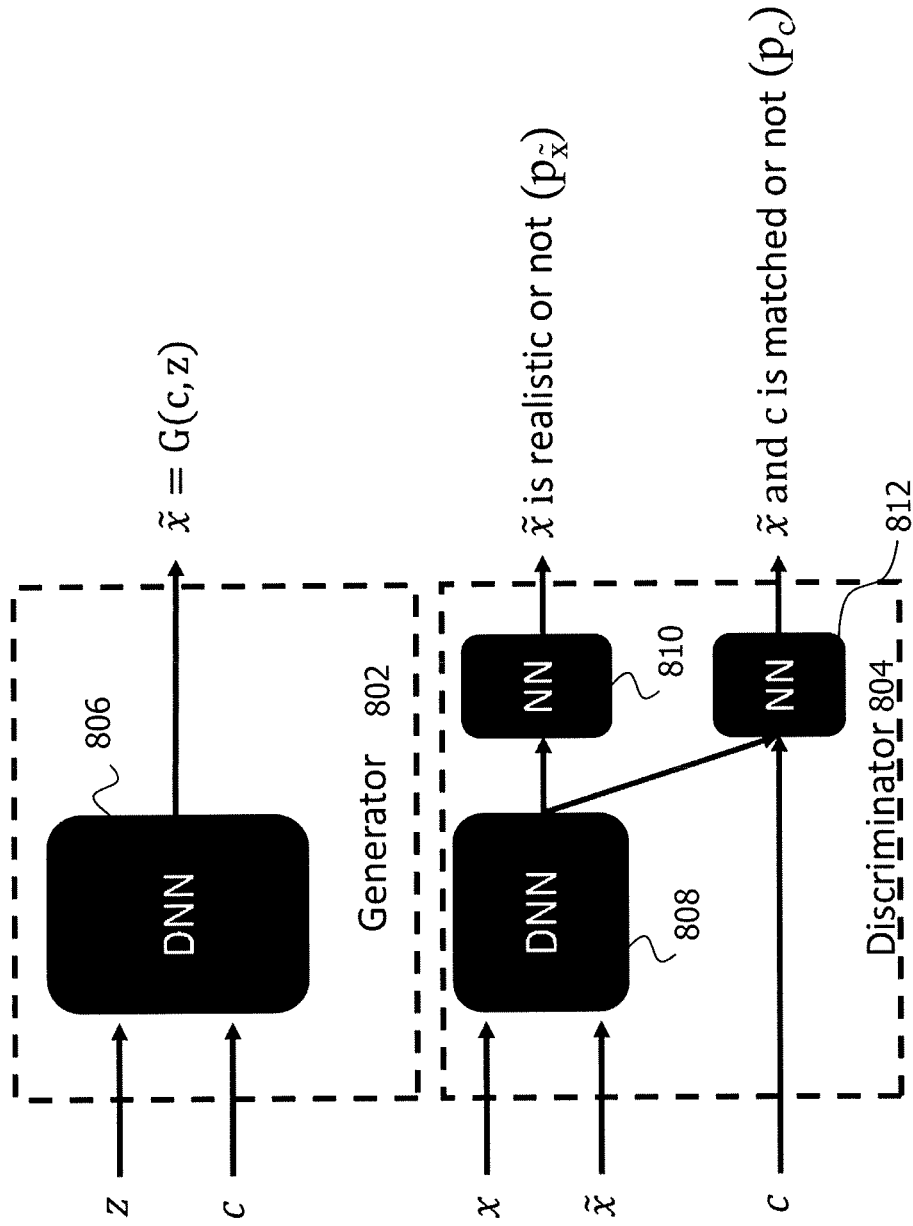 z
c
DNN
806
Generator 802
x̃ = G(c,z)
x
x̃
c
DNN
808
NN
810
NN
812
Discriminator 804
x̃ is realistic or not (pₓ̃)
x̃ and c is matched or not (p_c)